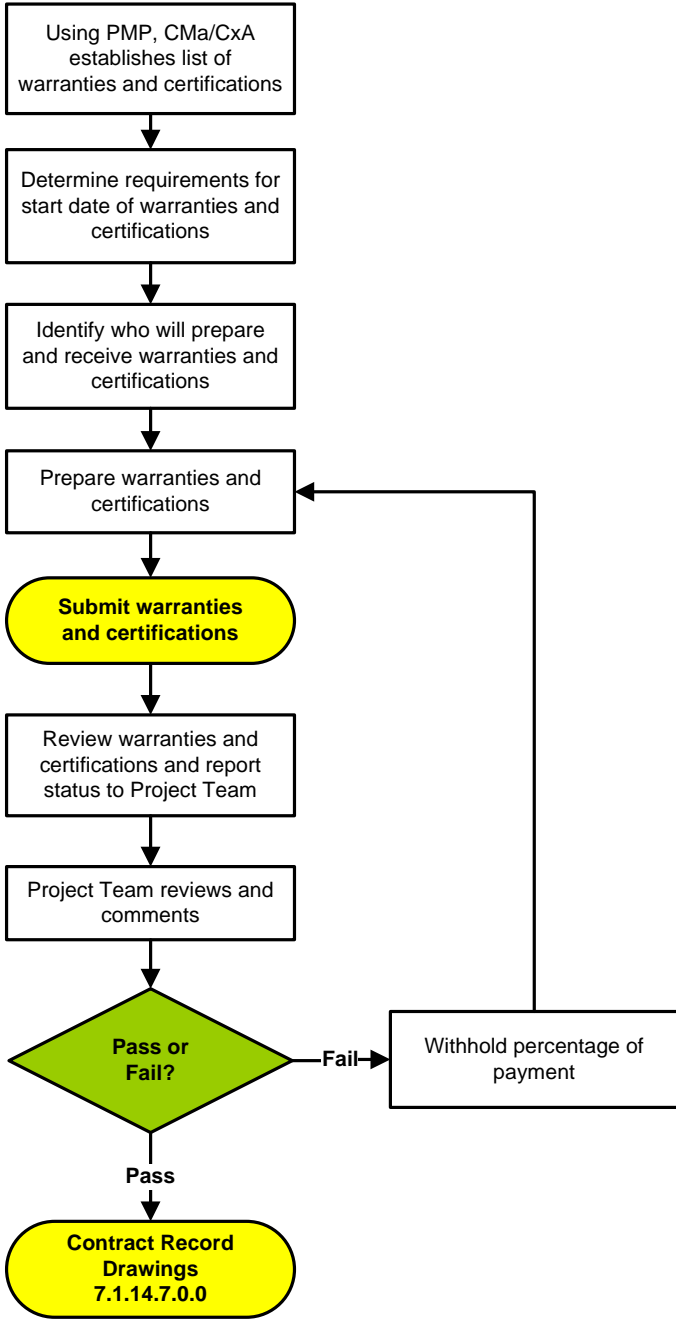 Using PMP, CMa/CxA
establishes list of
warranties and certifications
Determine requirements for
start date of warranties and
certifications
Identify who will prepare
and receive warranties and
certifications
Prepare warranties and
certifications
Submit warranties
and certifications
Review warranties and
certifications and report
status to Project Team
Project Team reviews and
comments
Pass or
Fail?
Fail
Withhold percentage of
payment
Pass
Contract Record
Drawings
7.1.14.7.0.0